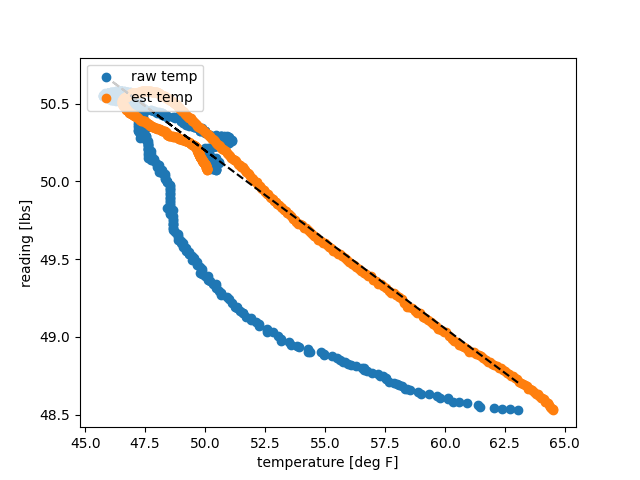 raw temp
est temp
50.5
50.0
49.5
49.0
48.5
reading [lbs]
45.0 47.5 50.0 52.5 55.0 57.5 60.0 62.5 65.0
temperature [deg F]